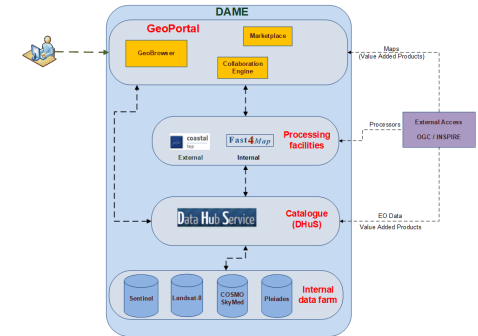 DAME
GeoPortal
Marketplace
GeoBrowser
Collaboration
Engine
Maps
(Value Added Products)
Processors
External Access
OGC / INSPIRE
coastal
tep
Fast4Map
External
Internal
Processing
facilities
Data Hub Service
Catalogue
(DHuS)
EO Data
Value Added Products
Sentinel
Landsat-8
COSMO
SkyMed
Pleiades
Internal
data farm